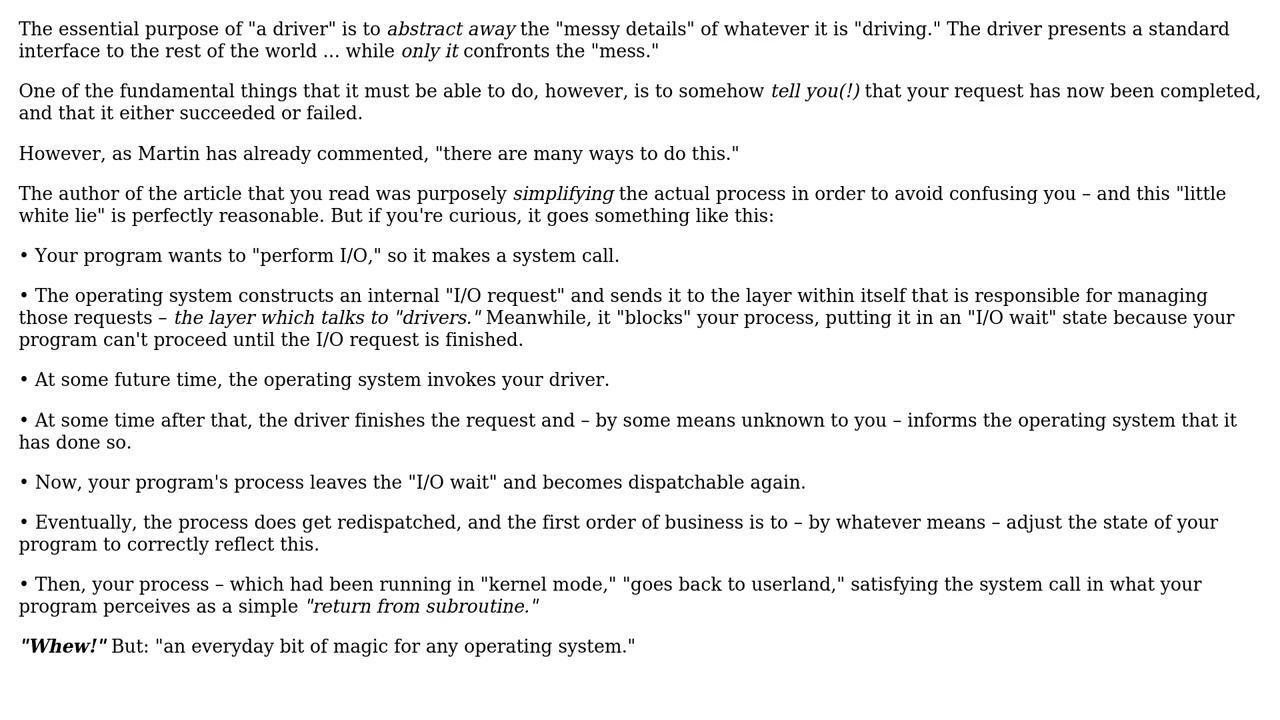 The essential purpose of "a driver" is to abstract away the "messy details" of whatever it is "driving." The driver presents a standard
interface to the rest of the world ... while only it confronts the "mess."
One of the fundamental things that it must be able to do, however, is to somehow tell you(!) that your request has now been completed,
and that it either succeeded or failed.
However, as Martin has already commented, "there are many ways to do this."
The author of the article that you read was purposely simplifying the actual process in order to avoid confusing you – and this "little
white lie" is perfectly reasonable. But if you're curious, it goes something like this:
• Your program wants to "perform I/O," so it makes a system call.
• The operating system constructs an internal "I/O request" and sends it to the layer within itself that is responsible for managing
those requests – the layer which talks to "drivers." Meanwhile, it "blocks" your process, putting it in an "I/O wait" state because your
program can't proceed until the I/O request is finished.
• At some future time, the operating system invokes your driver.
• At some time after that, the driver finishes the request and – by some means unknown to you – informs the operating system that it
has done so.
• Now, your program's process leaves the "I/O wait" and becomes dispatchable again.
• Eventually, the process does get redispatched, and the first order of business is to – by whatever means – adjust the state of your
program to correctly reflect this.
• Then, your process – which had been running in "kernel mode," "goes back to userland," satisfying the system call in what your
program perceives as a simple "return from subroutine."
"Whew!" But: "an everyday bit of magic for any operating system."